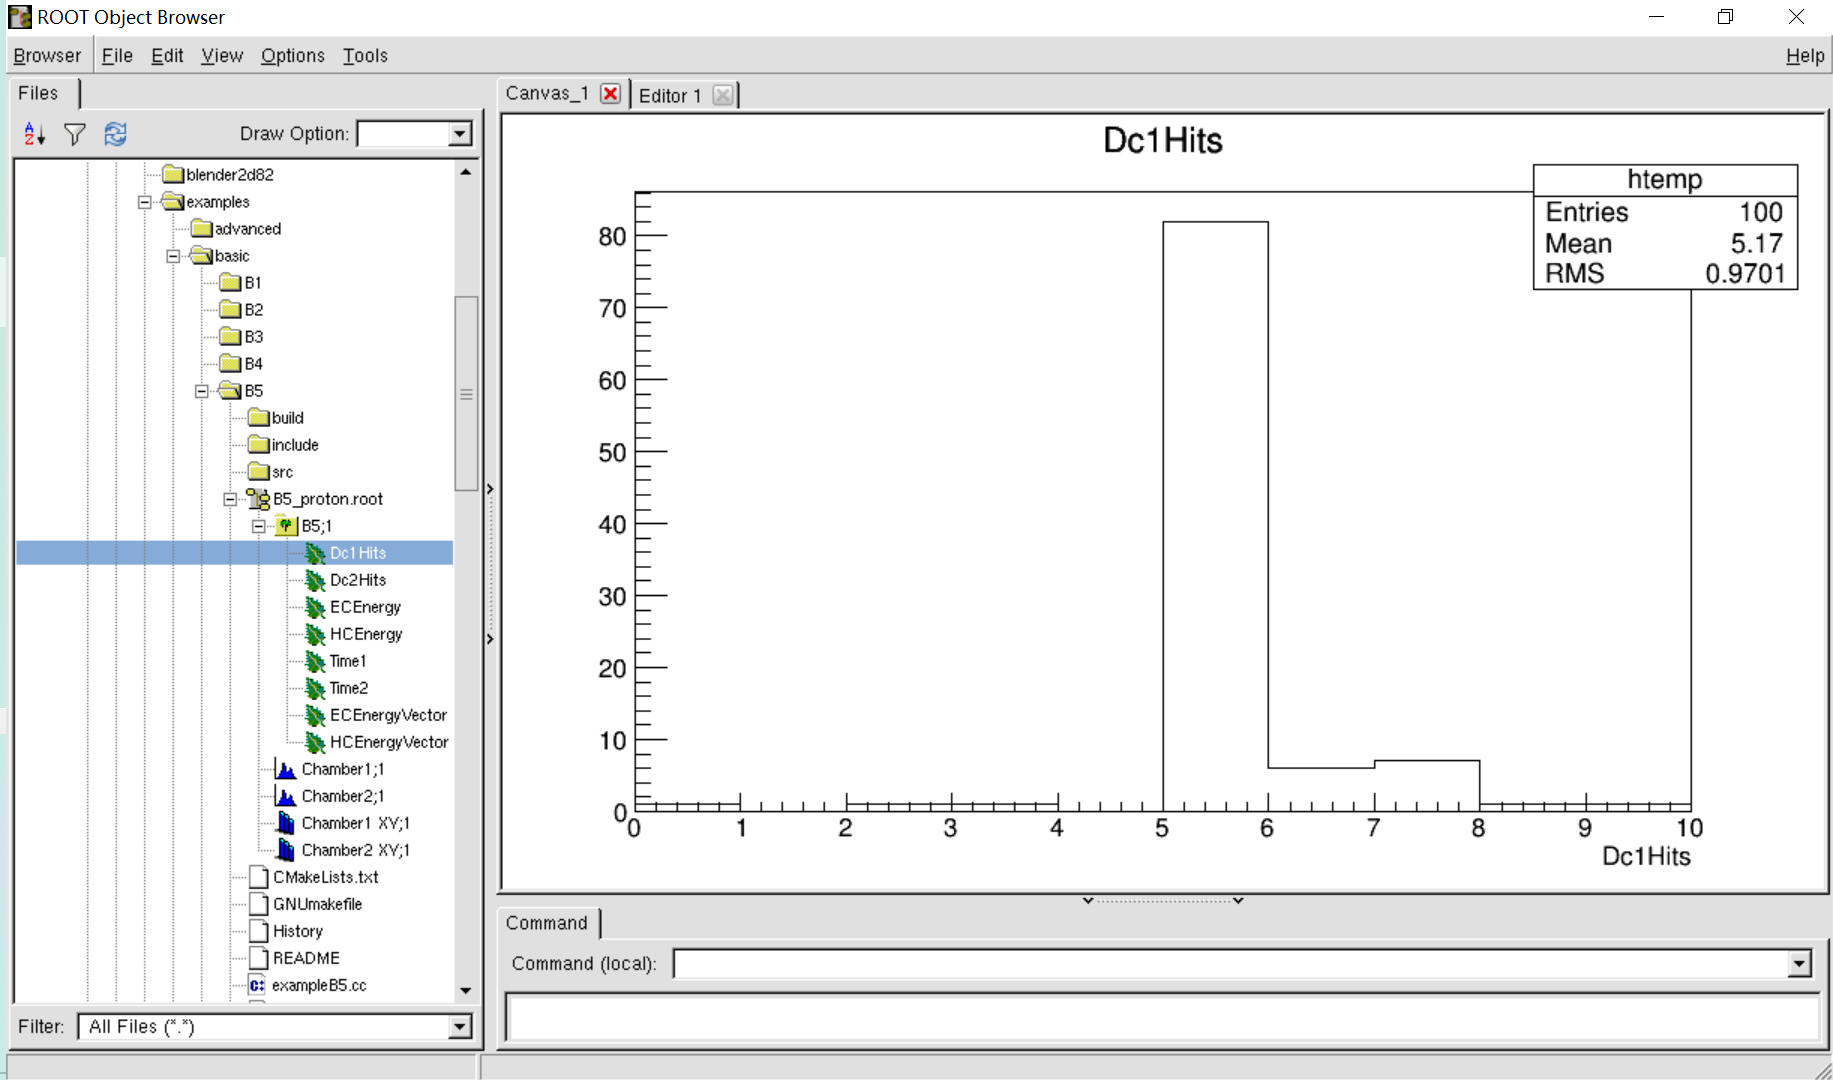 ROOT Object Browser
Browser File Edit View Options Tools Help
Files
Draw Option:
blender2d82
examples
advanced
basic
B1
B2
B3
B4
B5
build
include
src
B5_proton.root
B5;1
Dc1Hits
Dc2Hits
ECEnergy
HCEnergy
Time1
Time2
ECEnergyVector
HCEnergyVector
Chamber1;1
Chamber2;1
Chamber1 XY;1
Chamber2 XY;1
CMakeLists.txt
GNUmakefile
History
README
exampleB5.cc
Filter: All Files (*.*)
Canvas_1 Editor 1
Dc1Hits
htemp
Entries 100
Mean 5.17
RMS 0.9701
80
70
60
50
40
30
20
10
0
0 1 2 3 4 5 6 7 8 9 10
Dc1Hits
Command
Command (local):